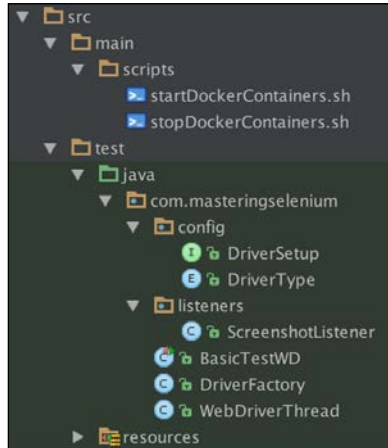 src
main
scripts
startDockerContainers.sh
stopDockerContainers.sh
test
java
com.masteringselenium
config
I DriverSetup
E DriverType
listeners
C ScreenshotListener
C BasicTestWD
C DriverFactory
C WebDriverThread
resources